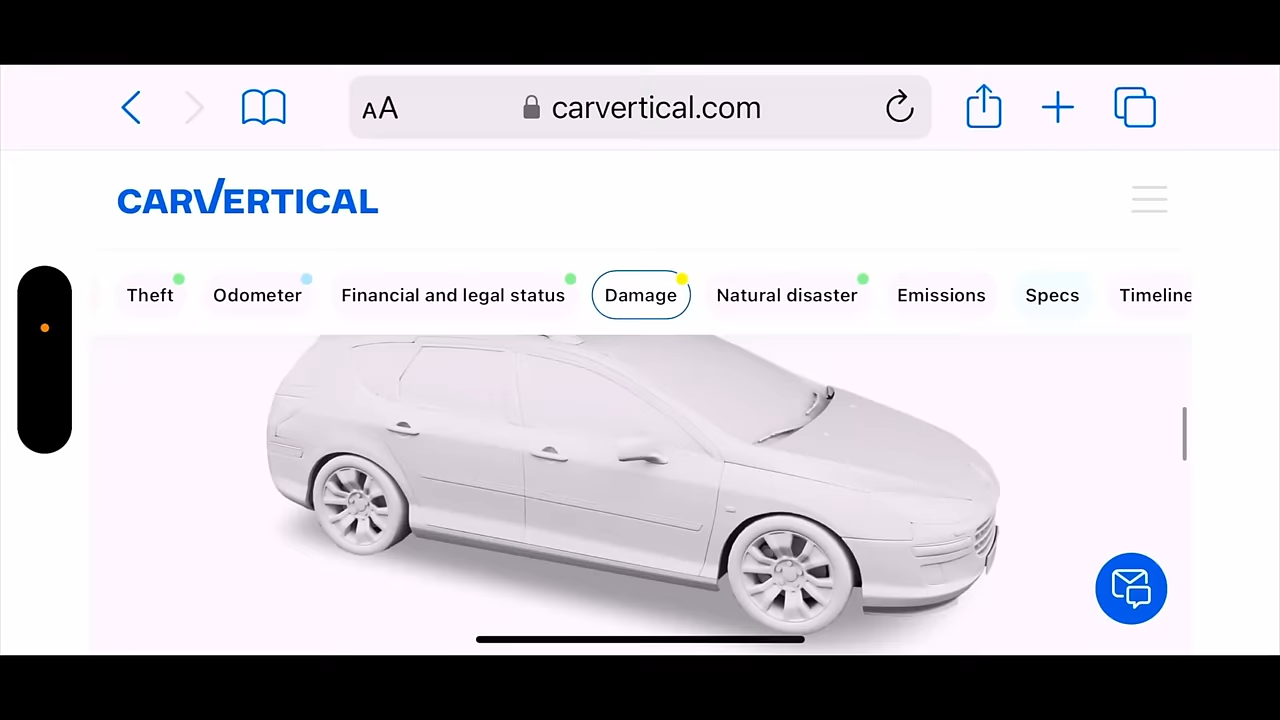 AA carvertical.com
CARVERTICAL
Theft Odometer Financial and legal status Damage Natural disaster Emissions Specs Timeline